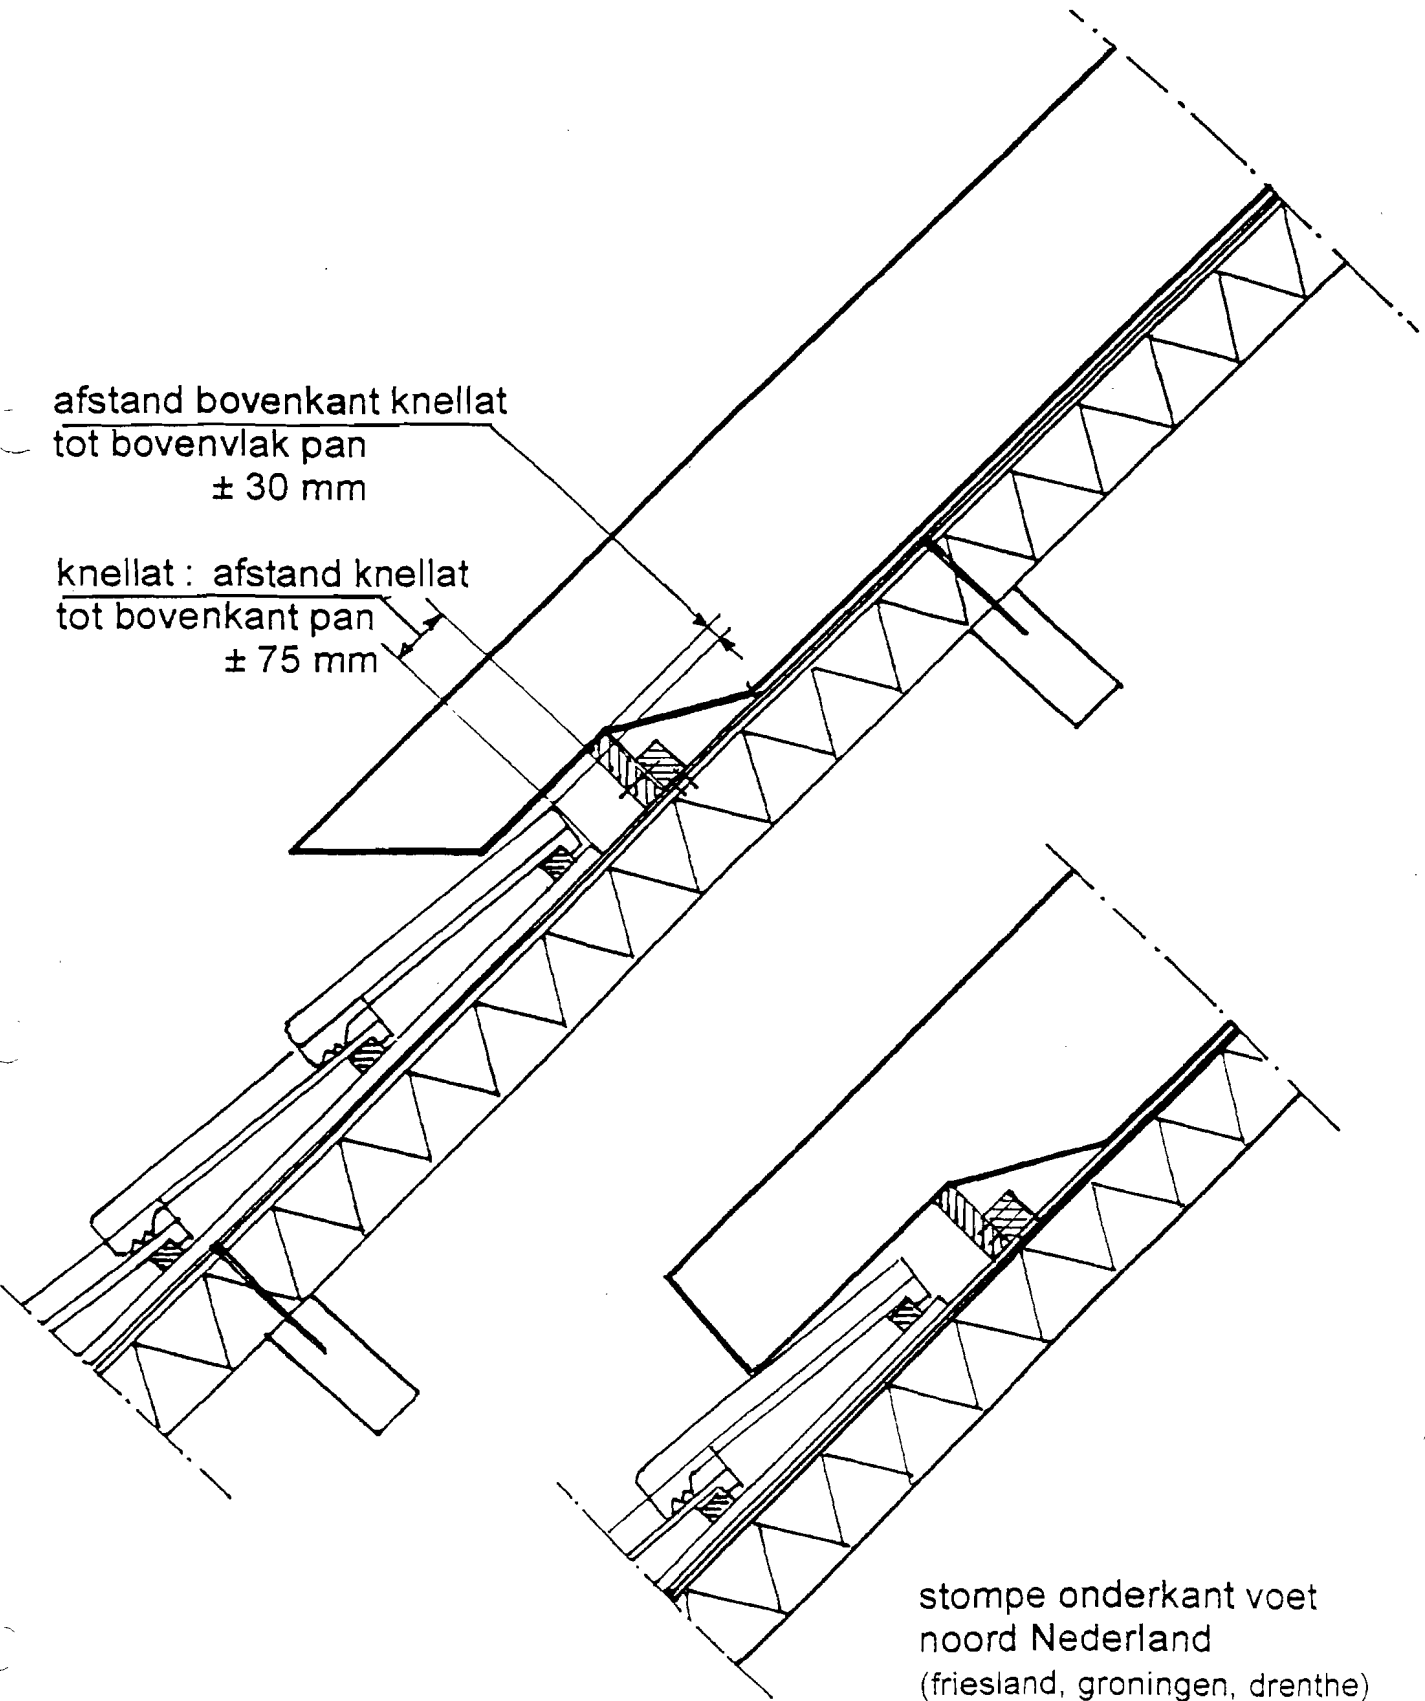 afstand bovenkant knellat
tot bovenvlak pan
± 30 mm
knellat : afstand knellat
tot bovenkant pan
± 75 mm
stompe onderkant voet
noord Nederland
(friesland, groningen, drenthe)